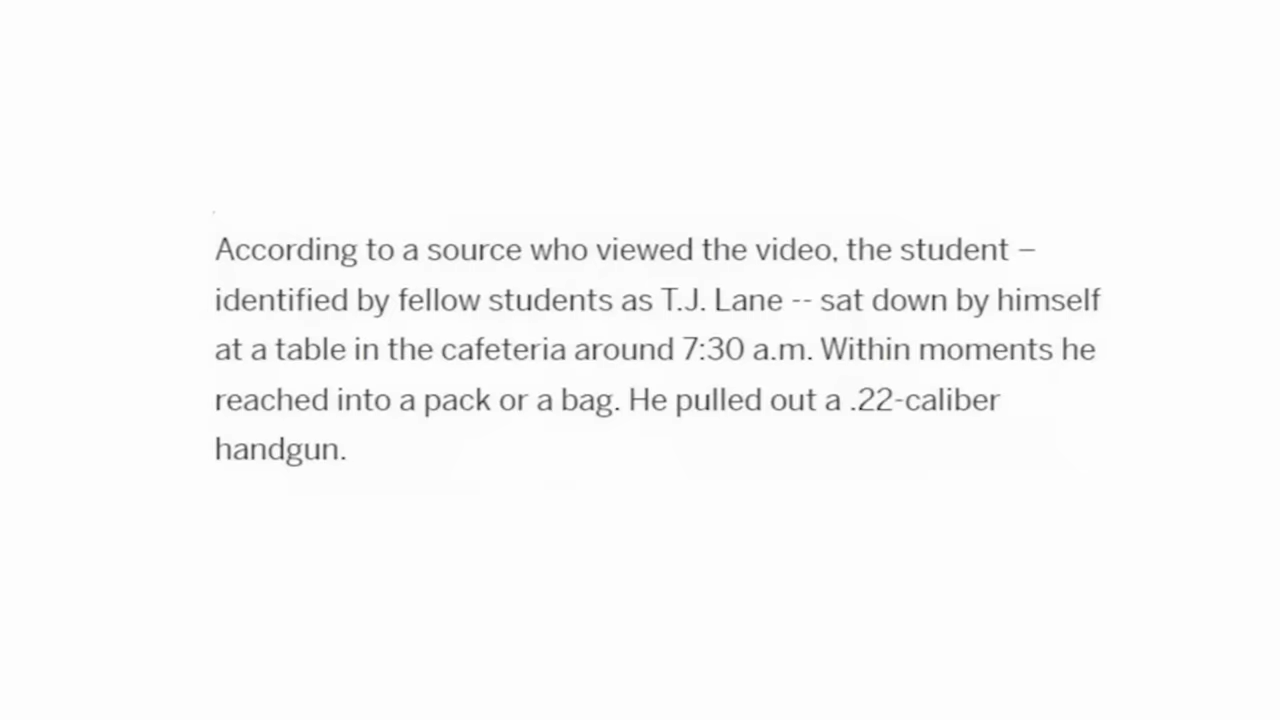 According to a source who viewed the video, the student –
identified by fellow students as T.J. Lane -- sat down by himself
at a table in the cafeteria around 7:30 a.m. Within moments he
reached into a pack or a bag. He pulled out a .22-caliber
handgun.